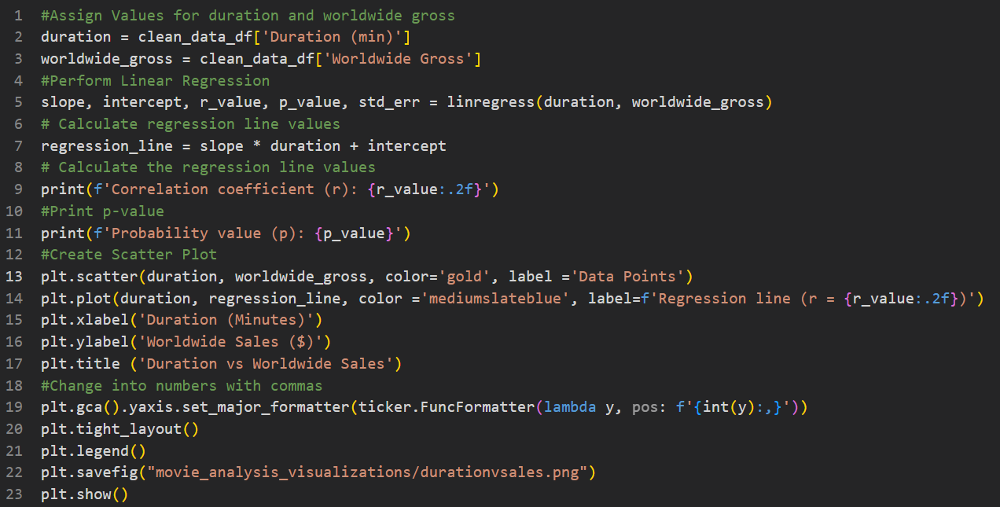 1 #Assign Values for duration and worldwide gross
2 duration = clean_data_df['Duration (min)']
3 worldwide_gross = clean_data_df['Worldwide Gross']
4 #Perform Linear Regression
5 slope, intercept, r_value, p_value, std_err = linregress(duration, worldwide_gross)
6 # Calculate regression line values
7 regression_line = slope * duration + intercept
8 # Calculate the regression line values
9 print(f'Correlation coefficient (r): {r_value:.2f}')
10 #Print p-value
11 print(f'Probability value (p): {p_value}')
12 #Create Scatter Plot
13 plt.scatter(duration, worldwide_gross, color='gold', label ='Data Points')
14 plt.plot(duration, regression_line, color ='mediumslateblue', label=f'Regression line (r = {r_value:.2f})')
15 plt.xlabel('Duration (Minutes)')
16 plt.ylabel('Worldwide Sales ($)')
17 plt.title ('Duration vs Worldwide Sales')
18 #Change into numbers with commas
19 plt.gca().yaxis.set_major_formatter(ticker.FuncFormatter(lambda y, pos: f'{int(y):,}'))
20 plt.tight_layout()
21 plt.legend()
22 plt.savefig("movie_analysis_visualizations/durationvsales.png")
23 plt.show()